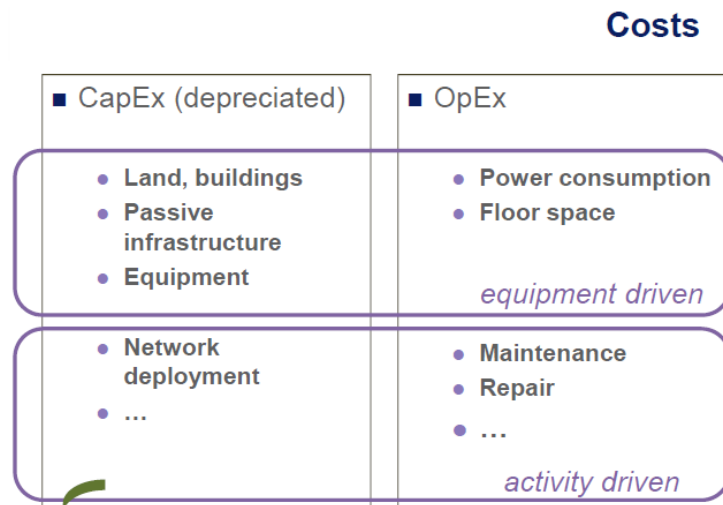 Costs
CapEx (depreciated)
Land, buildings
Passive
infrastructure
Equipment
Network
deployment
...
OpEx
Power consumption
Floor space
equipment driven
Maintenance
Repair
...
activity driven